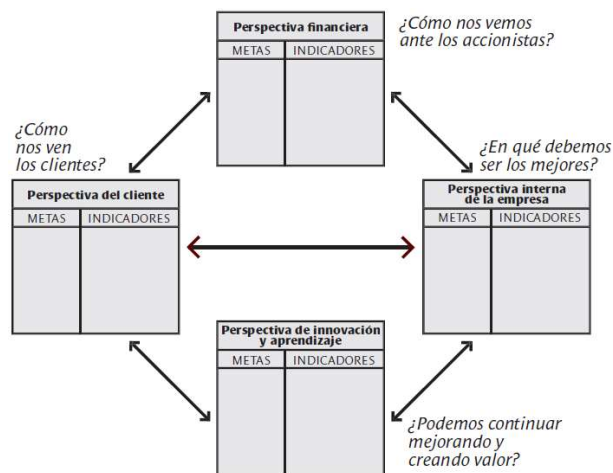 Perspectiva financiera
METAS INDICADORES
¿Cómo nos vemos
ante los accionistas?
¿Cómo
nos ven
los clientes?
Perspectiva del cliente
METAS INDICADORES
¿En qué debemos
ser los mejores?
Perspectiva interna
de la empresa
METAS INDICADORES
Perspectiva de innovación
y aprendizaje
METAS INDICADORES
¿Podemos continuar
mejorando y
creando valor?